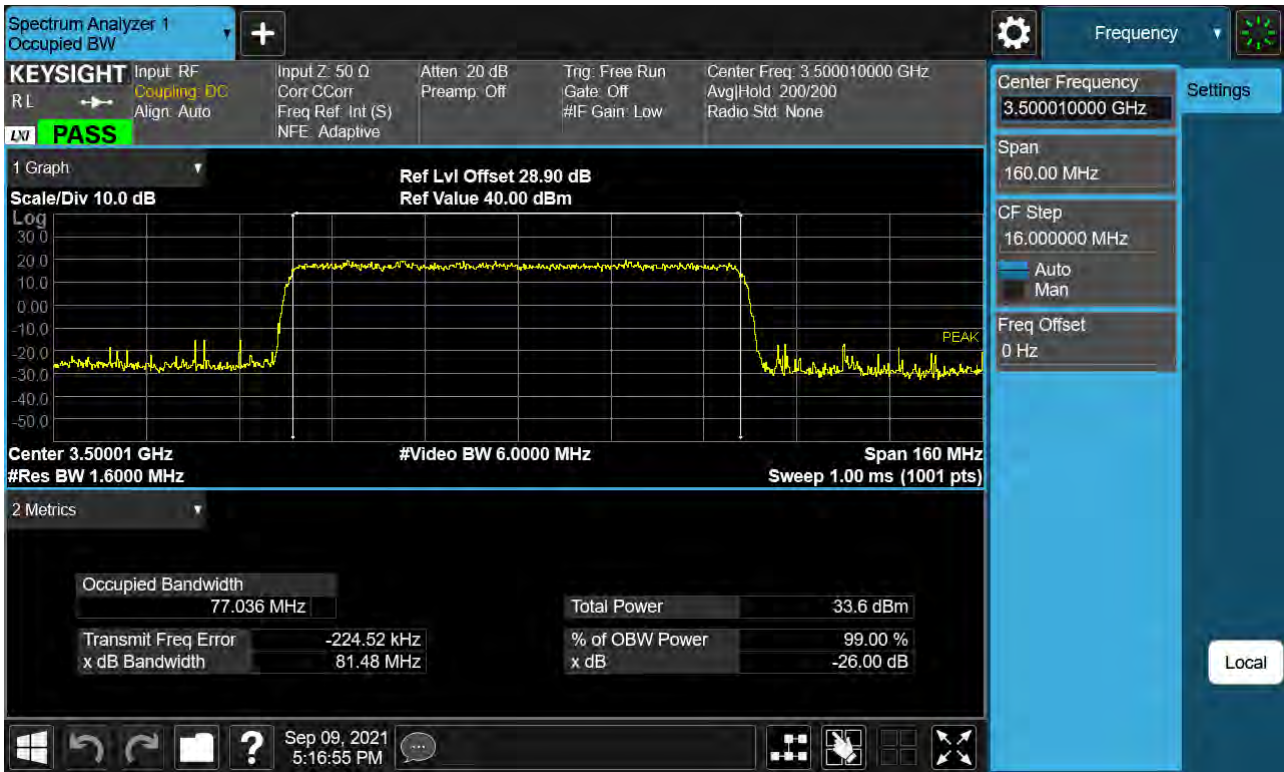 Spectrum Analyzer 1
Occupied BW
Frequency
KEYSIGHT
RL
LXI
PASS
Input: RF
Coupling: DC
Align: Auto
Input Z: 50 Ω
Corr CCorr
Freq Ref: Int (S)
NFE: Adaptive
Atten: 20 dB
Preamp: Off
Trig: Free Run
Gate: Off
#IF Gain: Low
Center Freq: 3.500010000 GHz
Avg|Hold: 200/200
Radio Std: None
Center Frequency
3.500010000 GHz
Settings
Span
160.00 MHz
CF Step
16.000000 MHz
Auto
Man
Freq Offset
0 Hz
Local
1 Graph
Scale/Div 10.0 dB
Ref Lvl Offset 28.90 dB
Ref Value 40.00 dBm
Log
30.0
20.0
10.0
0.00
-10.0
-20.0
-30.0
-40.0
-50.0
PEAK
Center 3.50001 GHz
#Video BW 6.0000 MHz
Span 160 MHz
#Res BW 1.6000 MHz
Sweep 1.00 ms (1001 pts)
2 Metrics
Occupied Bandwidth
77.036 MHz
Total Power 33.6 dBm
Transmit Freq Error -224.52 kHz
% of OBW Power 99.00 %
x dB Bandwidth 81.48 MHz
x dB -26.00 dB
?
Sep 09, 2021
5:16:55 PM